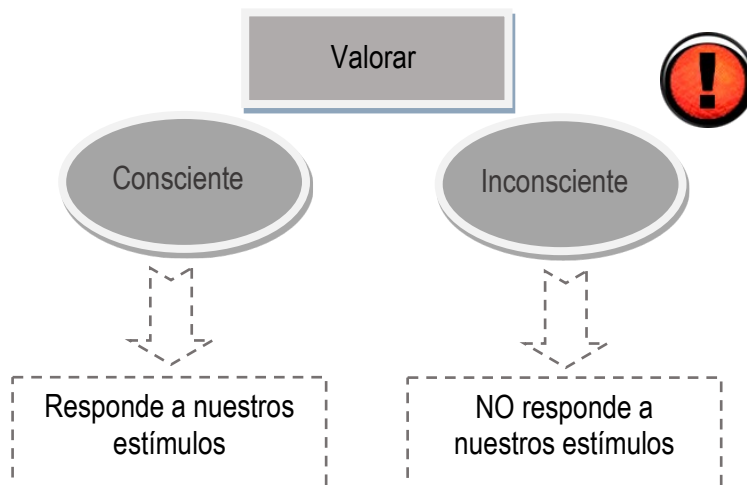 Valorar
Consciente
Inconsciente
Responde a nuestros
estímulos
NO responde a
nuestros estímulos